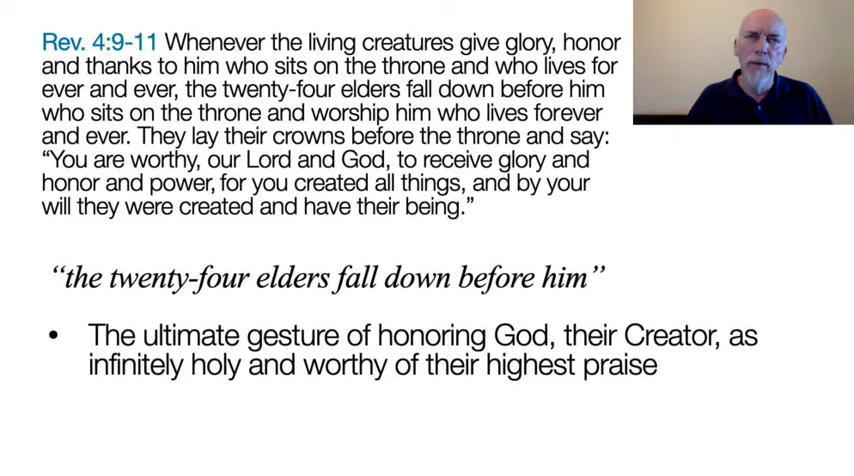 Rev. 4:9-11 Whenever the living creatures give glory, honor
and thanks to him who sits on the throne and who lives for
ever and ever, the twenty-four elders fall down before him
who sits on the throne and worship him who lives forever
and ever. They lay their crowns before the throne and say:
“You are worthy, our Lord and God, to receive glory and
honor and power, for you created all things, and by your
will they were created and have their being.”
“the twenty-four elders fall down before him”
• The ultimate gesture of honoring God, their Creator, as
infinitely holy and worthy of their highest praise